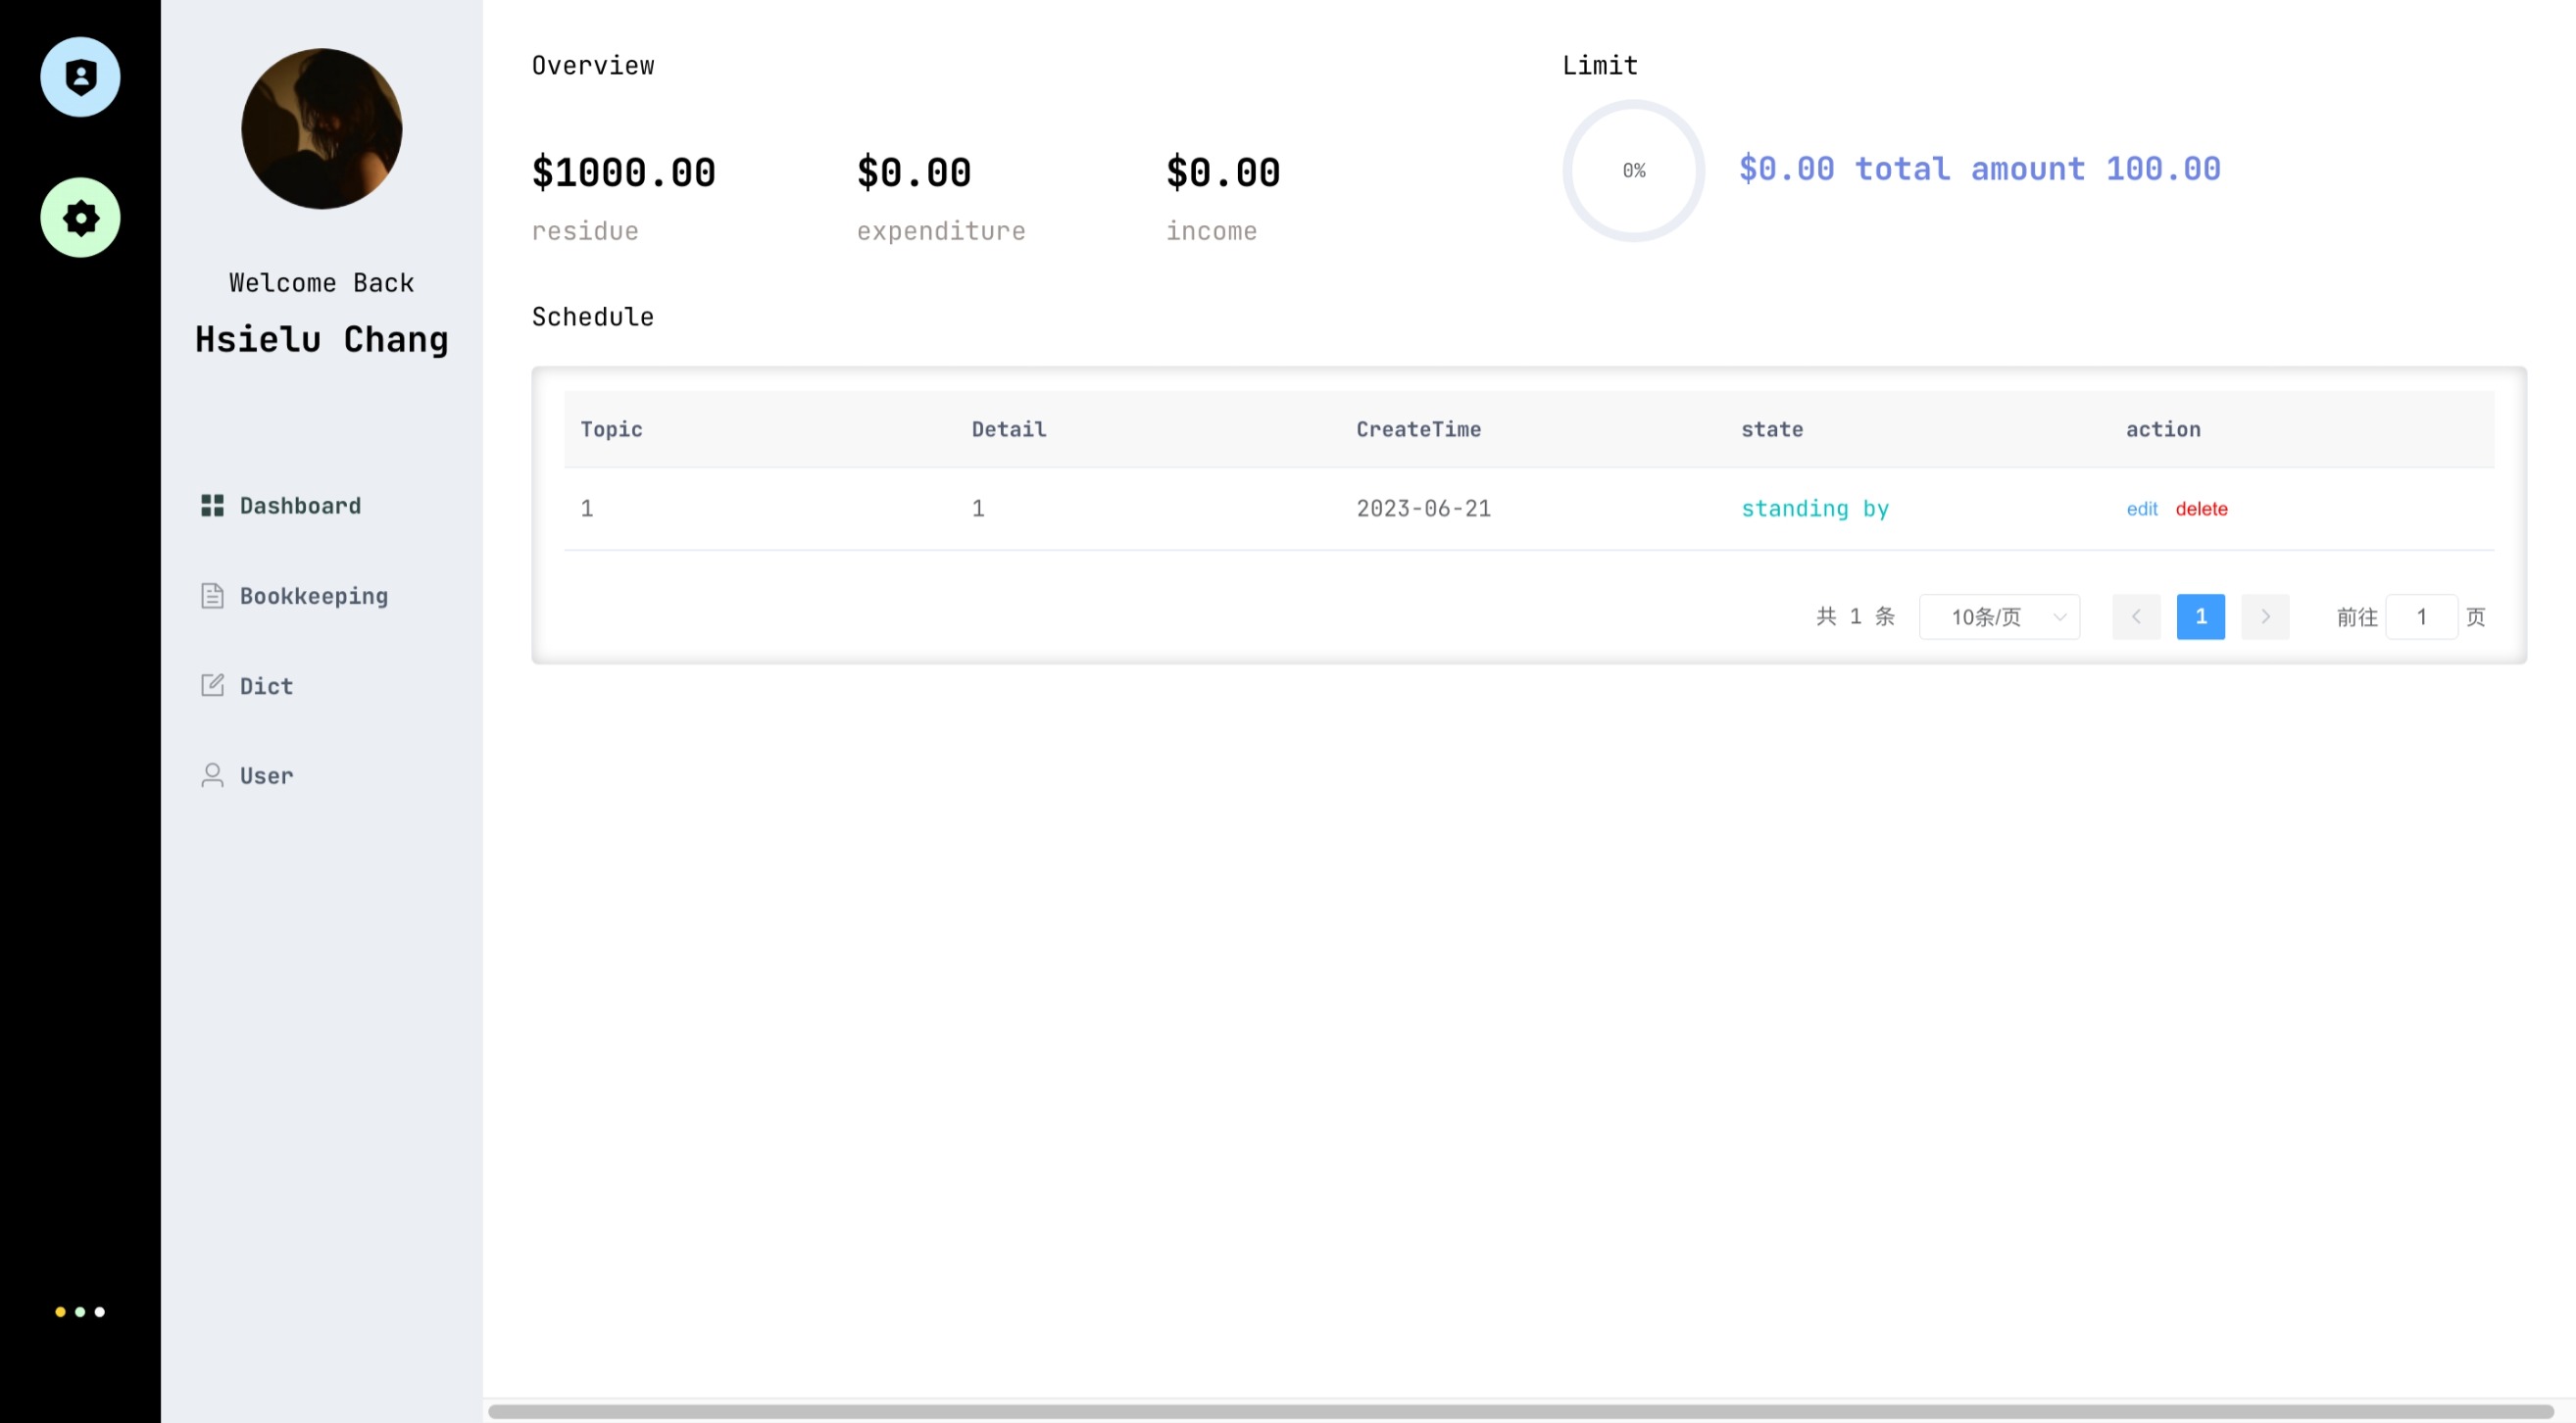 Welcome Back
Hsielu Chang
Dashboard
Bookkeeping
Dict
User
Overview
$1000.00 $0.00 $0.00
residue expenditure income
Limit
0% $0.00 total amount 100.00
Schedule
Topic Detail CreateTime state action
1 1 2023-06-21 standing by edit delete
共 1 条 10条/页 1 前往 1 页